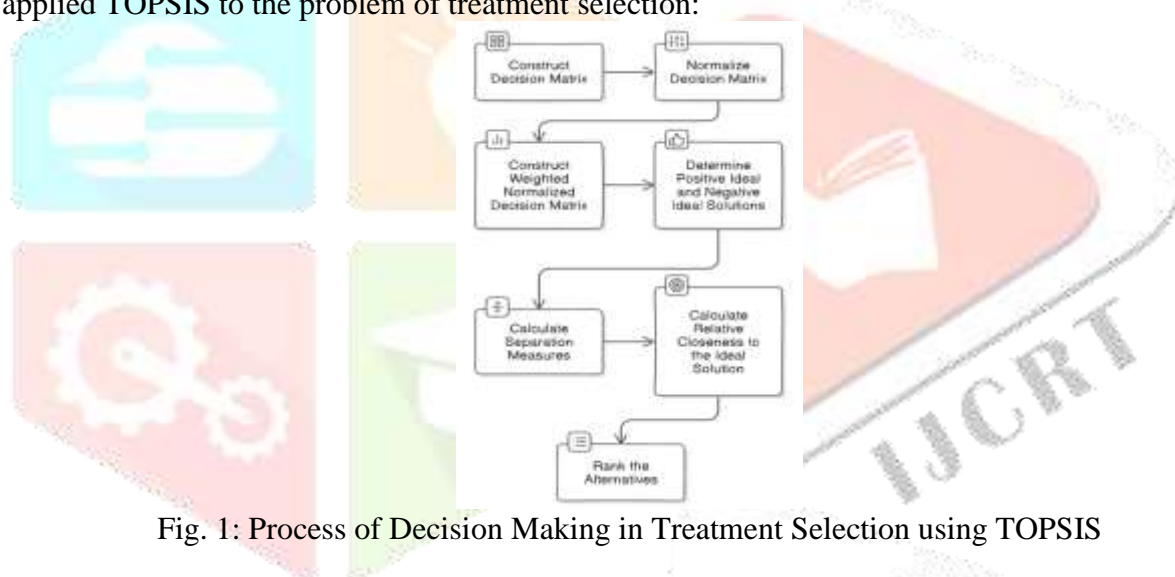 applied TOPSIS to the problem of treatment selection:
Construct
Decision Matrix
Normalize
Decision Matrix
Construct
Weighted
Normalized
Decision Matrix
Determine
Positive Ideal
and Negative
Ideal Solutions
Calculate
Separation
Measures
Calculate
Relative
Closeness to
the Ideal
Solution
Rank the
Alternatives
IJCRT
Fig. 1: Process of Decision Making in Treatment Selection using TOPSIS